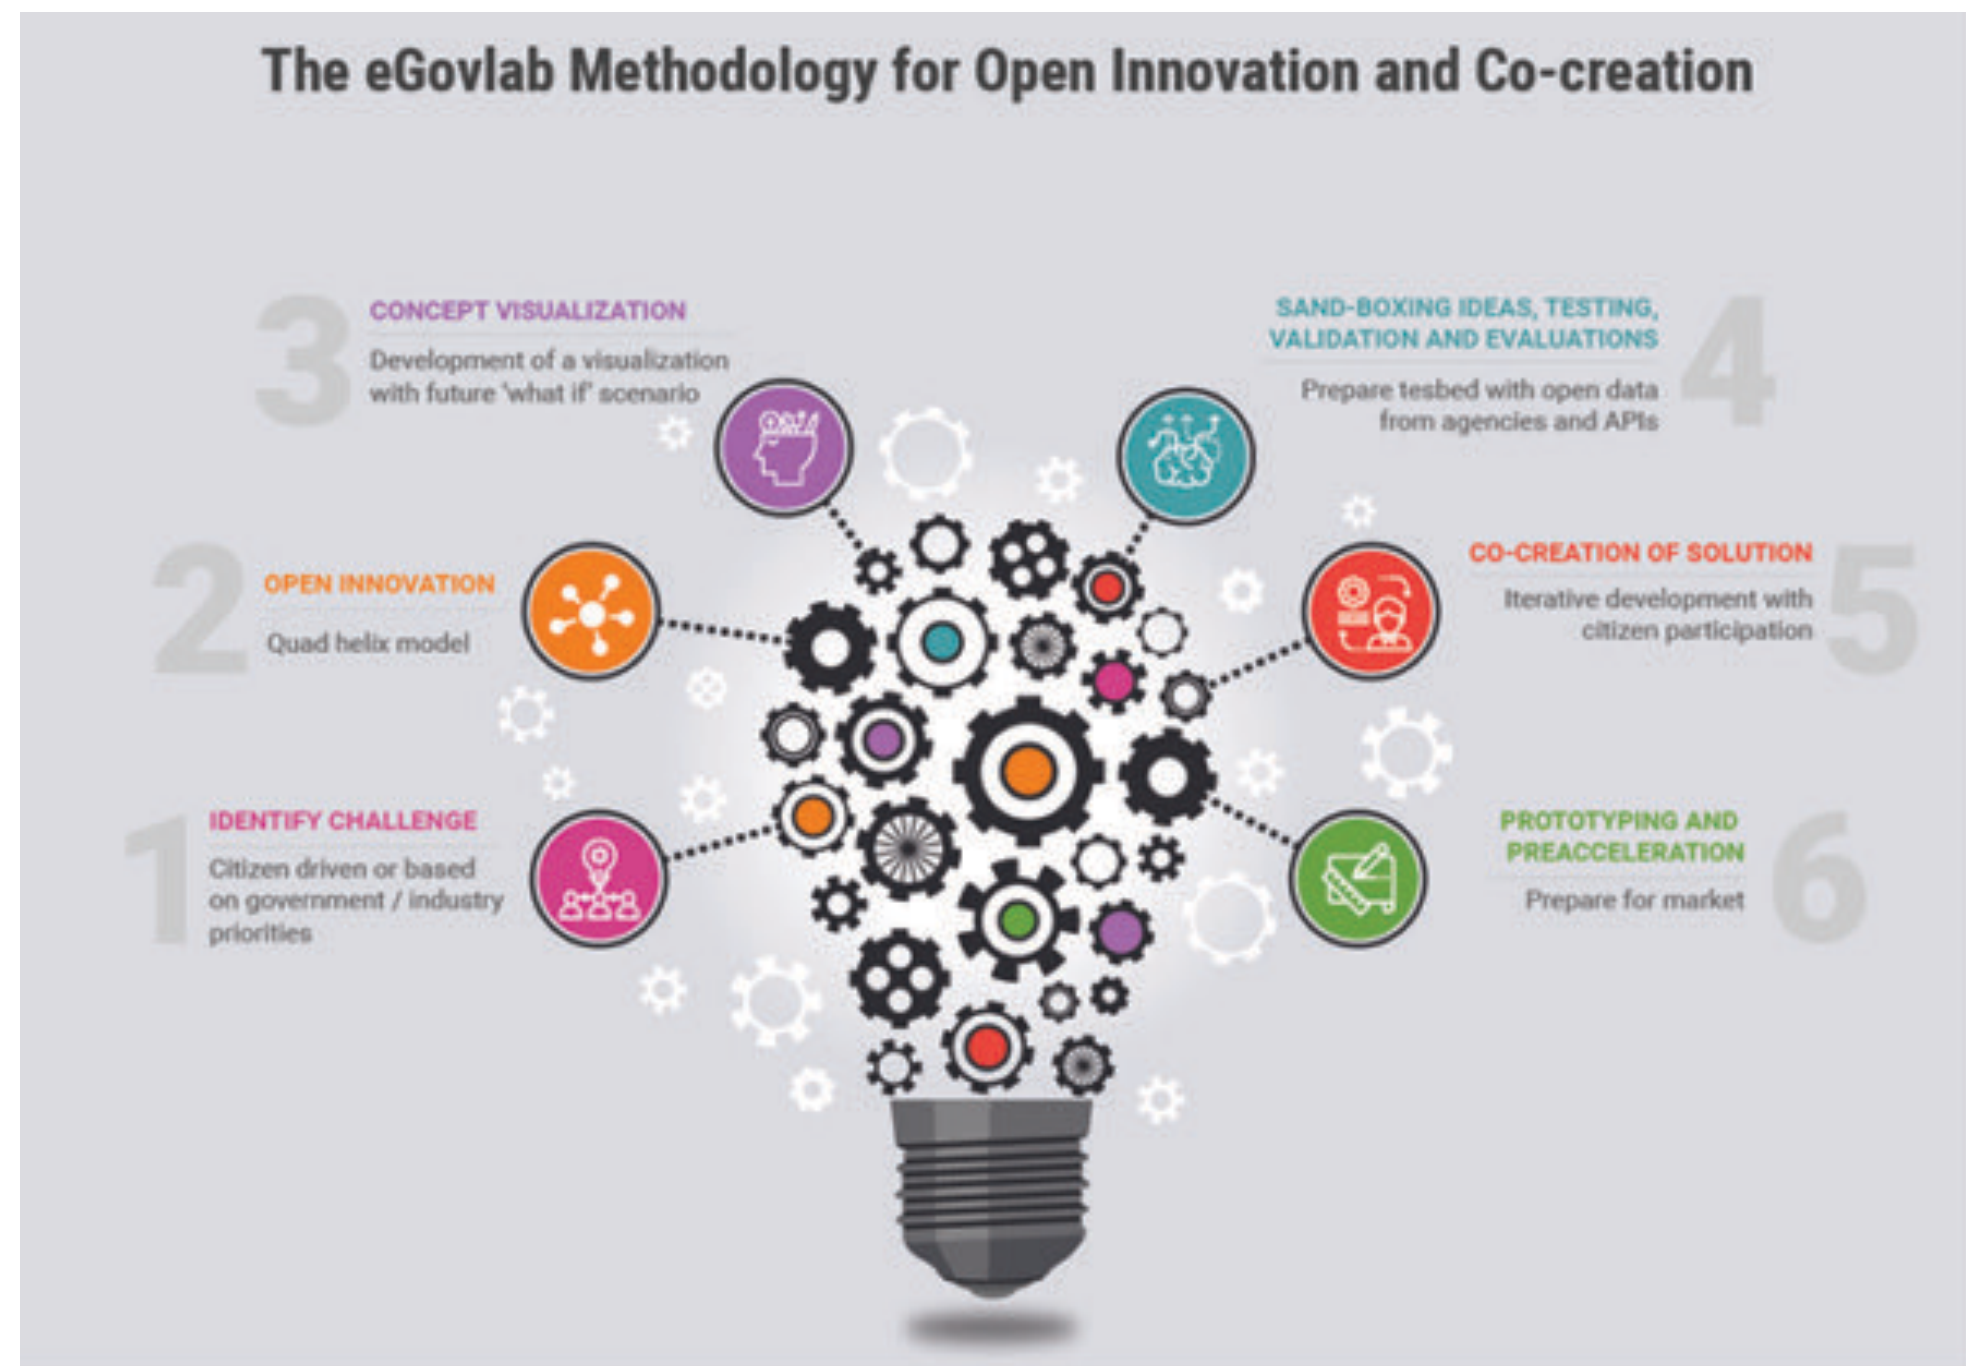 The eGovlab Methodology for Open Innovation and Co-creation
1
IDENTIFY CHALLENGE
Citizen driven or based
on government / industry
priorities
2
OPEN INNOVATION
Quad helix model
3
CONCEPT VISUALIZATION
Development of a visualization
with future 'what if' scenario
4
SAND-BOXING IDEAS, TESTING,
VALIDATION AND EVALUATIONS
Prepare tesbed with open data
from agencies and APIs
5
CO-CREATION OF SOLUTION
Iterative development with
citizen participation
6
PROTOTYPING AND
PREACCELERATION
Prepare for market